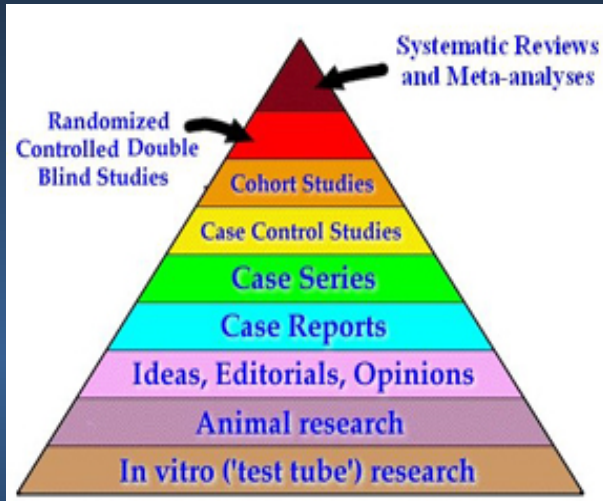 Systematic Reviews
and Meta-analyses
Randomized
Controlled Double
Blind Studies
Cohort Studies
Case Control Studies
Case Series
Case Reports
Ideas, Editorials, Opinions
Animal research
In vitro ('test tube') research